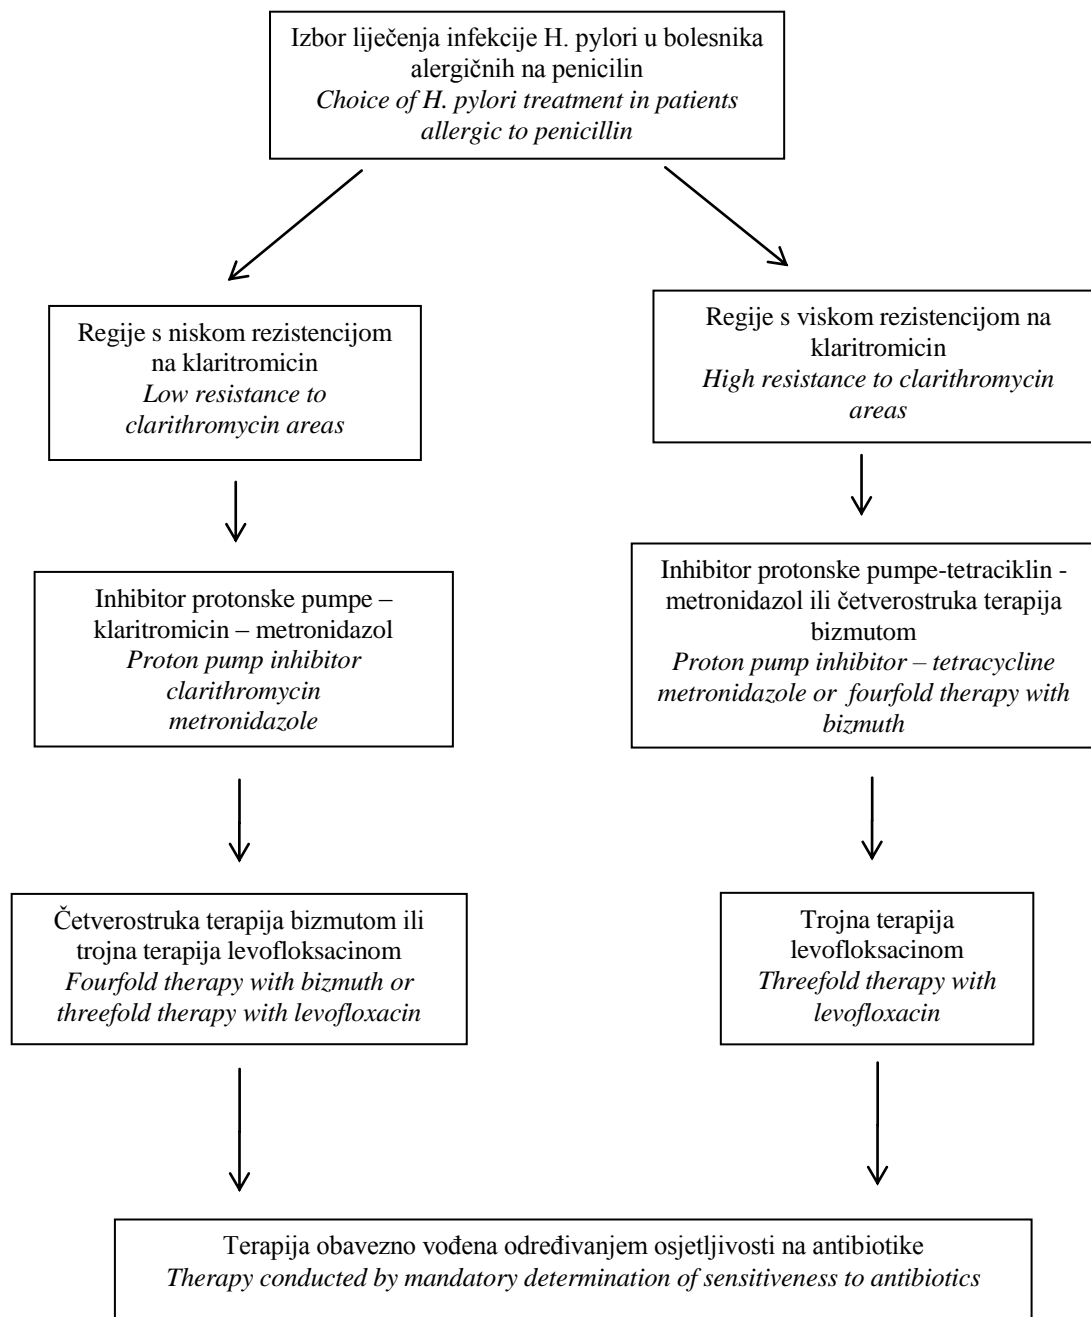 Izbor liječenja infekcije H. pylori u bolesnika
alergičnih na penicilin
Choice of H. pylori treatment in patients
allergic to penicillin
Regije s niskom rezistencijom
na klaritromicin
Low resistance to
clarithromycin areas
Regije s viskom rezistencijom na
klaritromicin
High resistance to clarithromycin
areas
Inhibitor protonske pumpe –
klaritromicin – metronidazol
Proton pump inhibitor
clarithromycin
metronidazole
Inhibitor protonske pumpe-tetraciklin -
metronidazol ili četverostruka terapija
bizmutom
Proton pump inhibitor – tetracycline
metronidazole or fourfold therapy with
bizmuth
Četverostruka terapija bizmutom ili
trojna terapija levofloksacinom
Fourfold therapy with bizmuth or
threefold therapy with levofloxacin
Trojna terapija
levofloksacinom
Threefold therapy with
levofloxacin
Terapija obavezno vođena određivanjem osjetljivosti na antibiotike
Therapy conducted by mandatory determination of sensitiveness to antibiotics